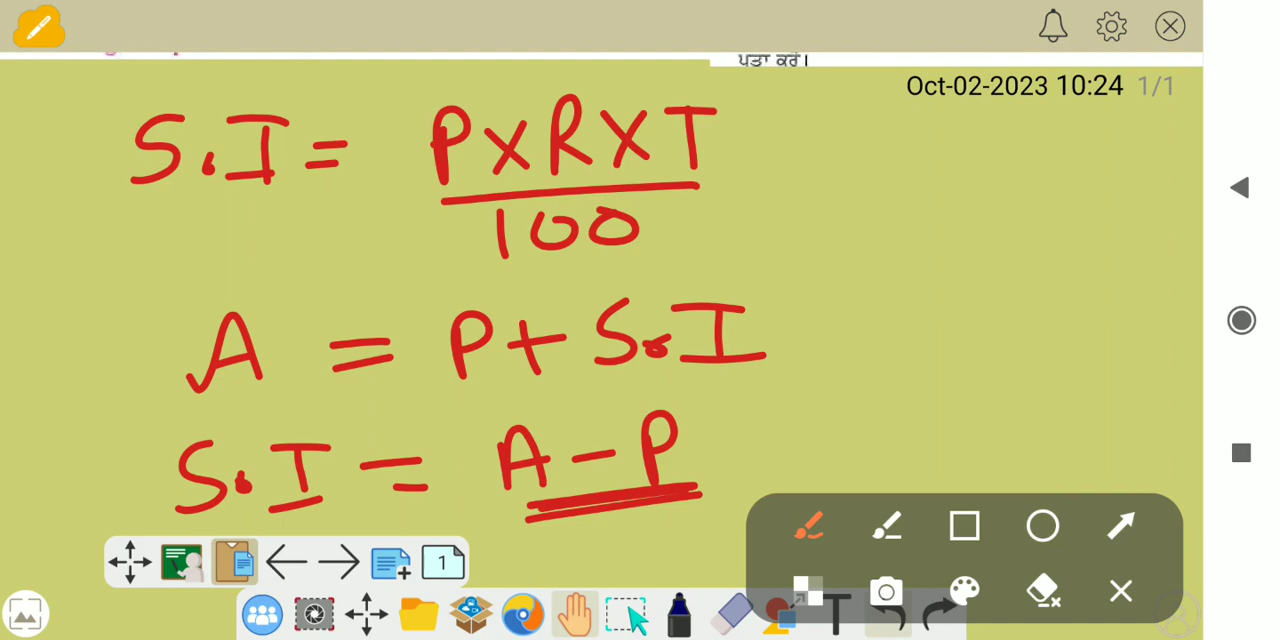 ਪਤਾ ਕਰੋ।
Oct-02-2023 10:24 1/1
S.I = P X R X T
100
A = P + S.I
S.I = A - P
1
T